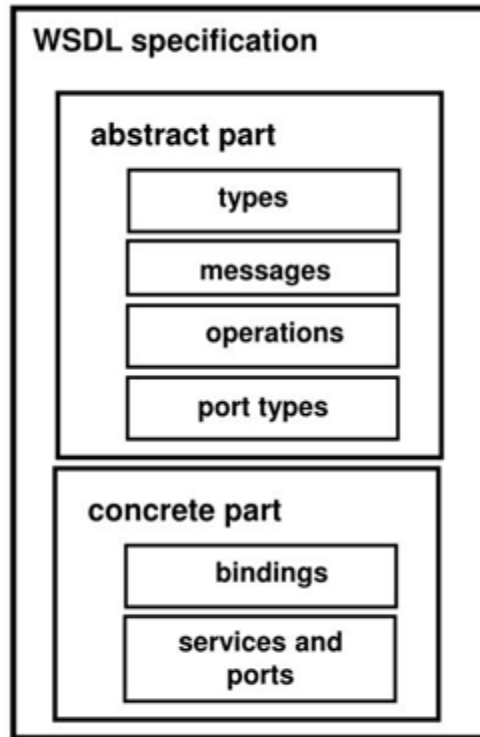 WSDL specification
abstract part
types
messages
operations
port types
concrete part
bindings
services and
ports